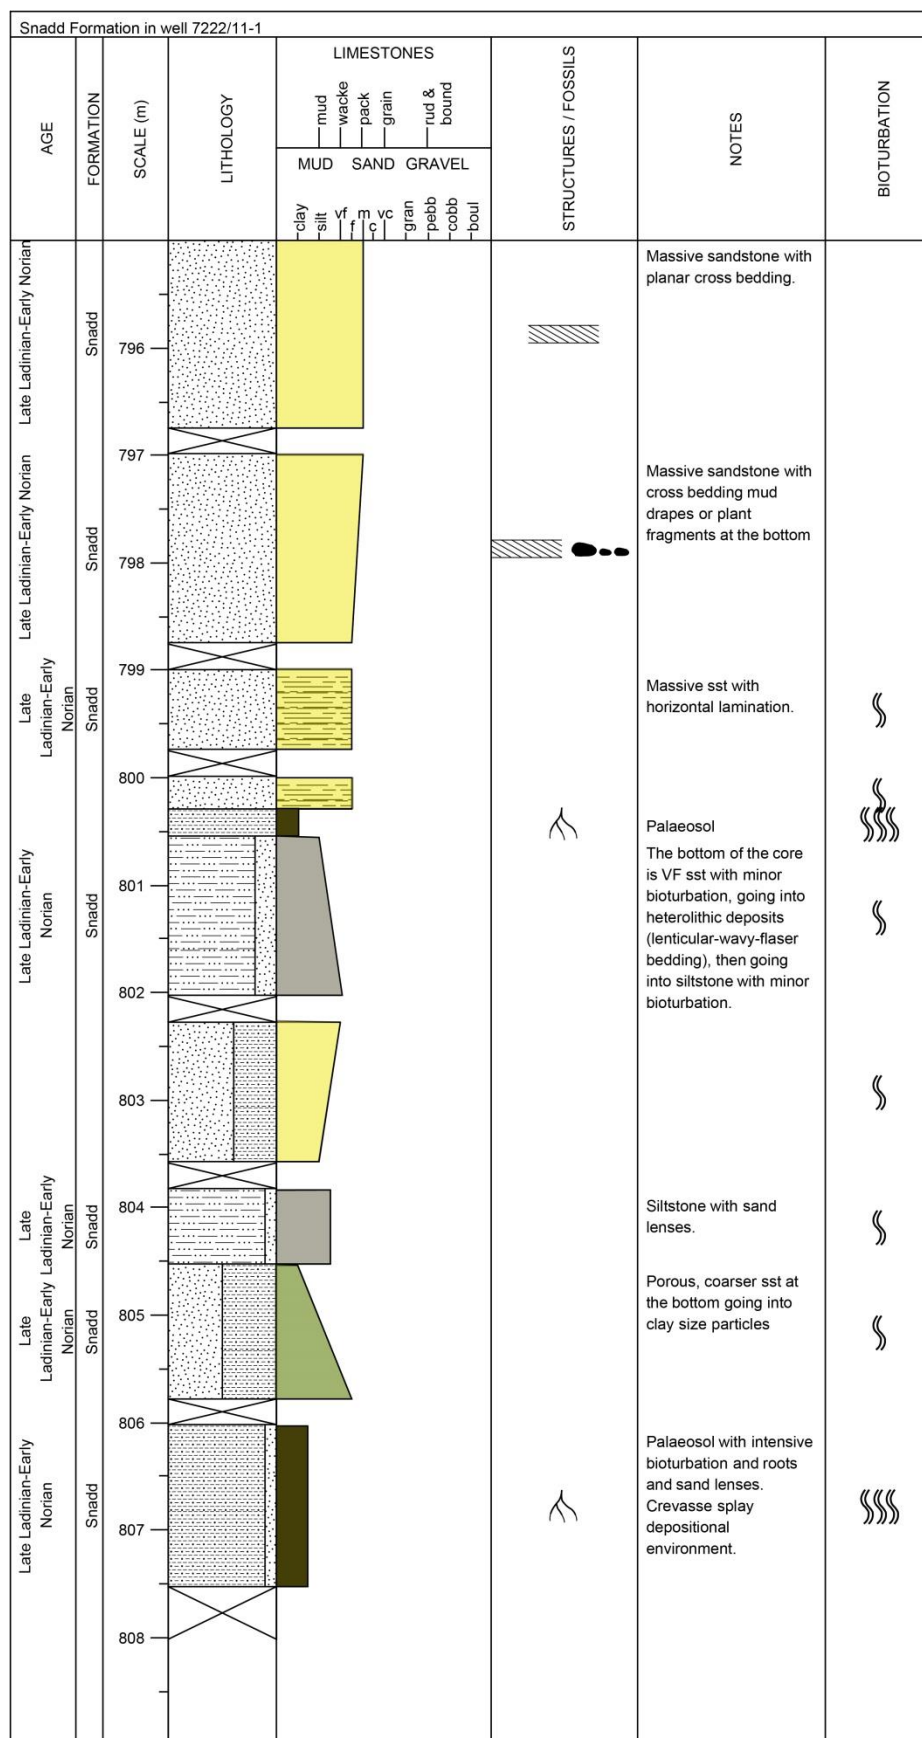 Snadd Formation in well 7222/11-1
AGE
FORMATION
SCALE (m)
LITHOLOGY
LIMESTONES
mud
wacke
pack
grain
rud &
bound
MUD SAND GRAVEL
clay
silt
vf
f
m
c
vc
gran
pebb
cobb
boul
STRUCTURES / FOSSILS
NOTES
BIOTURBATION
Late Ladinian-Early Norian
Snadd
796
Massive sandstone with
planar cross bedding.
797
Late Ladinian-Early Norian
Snadd
798
Massive sandstone with
cross bedding mud
drapes or plant
fragments at the bottom
799
Late
Ladinian-Early
Norian
Snadd
Massive sst with
horizontal lamination.
800
Palaeosol
801
Late Ladinian-Early
Norian
Snadd
802
The bottom of the core
is VF sst with minor
bioturbation, going into
heterolithic deposits
(lenticular-wavy-flaser
bedding), then going
into siltstone with minor
bioturbation.
803
804
Late
Ladinian-Early
Norian
Snadd
Siltstone with sand
lenses.
805
Late
Ladinian-Early
Norian
Snadd
Porous, coarser sst at
the bottom going into
clay size particles
806
Late Ladinian-Early
Norian
Snadd
807
Palaeosol with intensive
bioturbation and roots
and sand lenses.
Crevasse splay
depositional
environment.
808